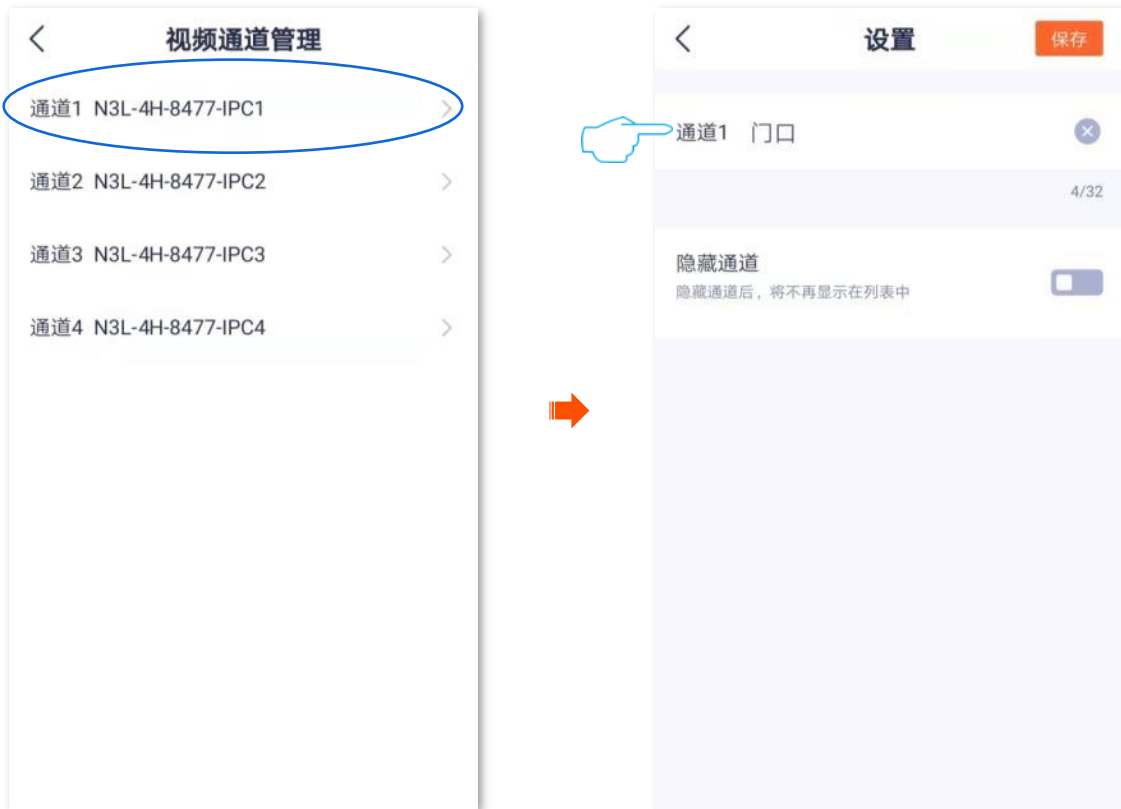 视频通道管理
通道1 N3L-4H-8477-IPC1
通道2 N3L-4H-8477-IPC2
通道3 N3L-4H-8477-IPC3
通道4 N3L-4H-8477-IPC4
设置
保存
通道1 门口
4/32
隐藏通道
隐藏通道后，将不再显示在列表中